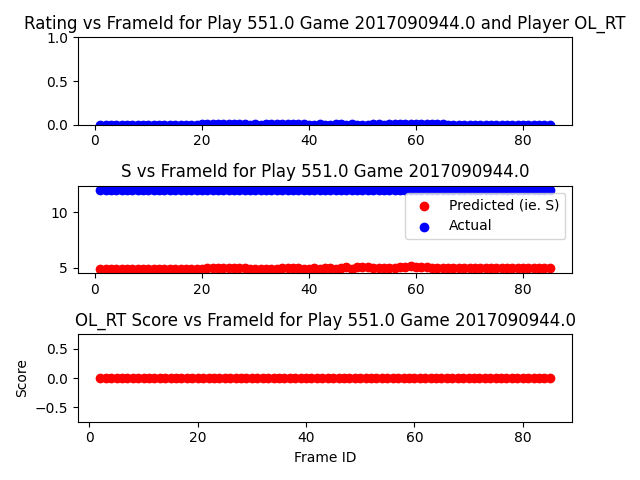 Rating vs FrameId for Play 551.0 Game 2017090944.0 and Player OL_RT
1.0
0.5
0.0
0 20 40 60 80
S vs FrameId for Play 551.0 Game 2017090944.0
10
5
Predicted (ie. S)
Actual
0 20 40 60 80
OL_RT Score vs FrameId for Play 551.0 Game 2017090944.0
Score
0.5
0.0
−0.5
0 20 40 60 80
Frame ID